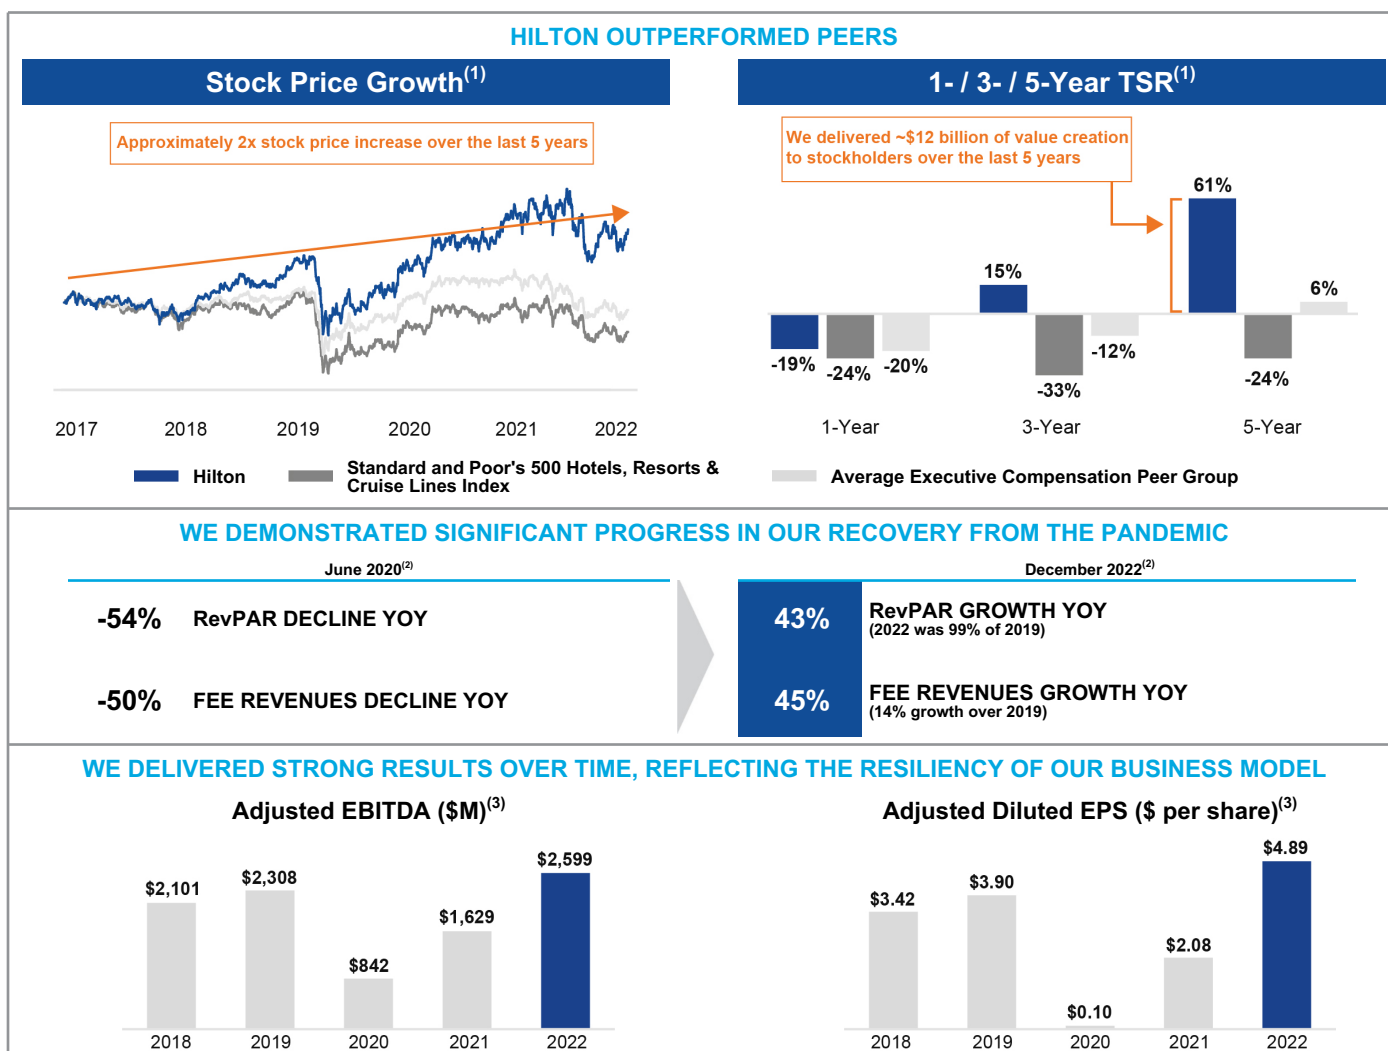 HILTON OUTPERFORMED PEERS
Stock Price Growth(1)
Approximately 2x stock price increase over the last 5 years
2017 2018 2019 2020 2021 2022
1- / 3- / 5-Year TSR(1)
We delivered ~$12 billion of value creation
to stockholders over the last 5 years
61%
15%
6%
-19% -24% -20%
-33%
-12%
-24%
1-Year 3-Year 5-Year
Hilton
Standard and Poor's 500 Hotels, Resorts &
Cruise Lines Index
Average Executive Compensation Peer Group
WE DEMONSTRATED SIGNIFICANT PROGRESS IN OUR RECOVERY FROM THE PANDEMIC
June 2020(2)
-54% RevPAR DECLINE YOY
-50% FEE REVENUES DECLINE YOY
December 2022(2)
43% RevPAR GROWTH YOY
(2022 was 99% of 2019)
45% FEE REVENUES GROWTH YOY
(14% growth over 2019)
WE DELIVERED STRONG RESULTS OVER TIME, REFLECTING THE RESILIENCY OF OUR BUSINESS MODEL
Adjusted EBITDA ($M)(3)
$2,101 $2,308 $842 $1,629 $2,599
2018 2019 2020 2021 2022
Adjusted Diluted EPS ($ per share)(3)
$3.42 $3.90 $0.10 $2.08 $4.89
2018 2019 2020 2021 2022